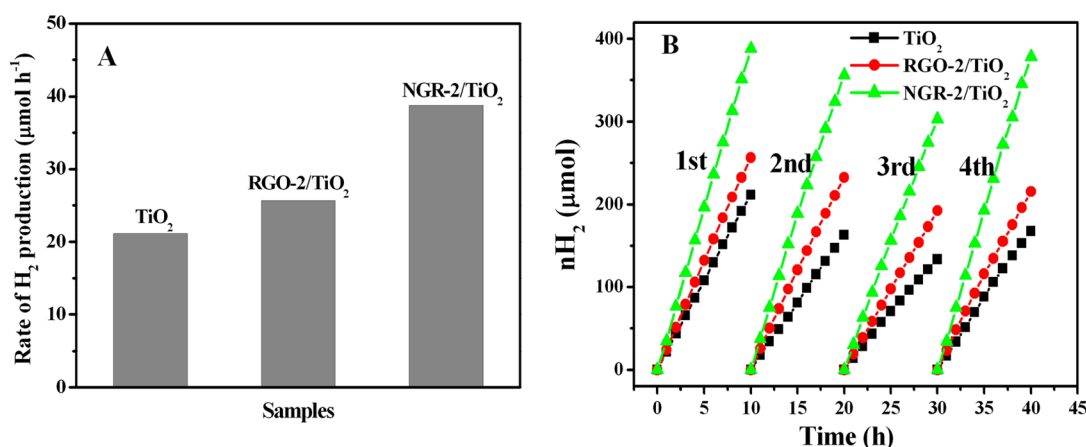 A
Rate of H₂ production (μmol h⁻¹)
50
40
30
20
10
0
TiO₂
RGO-2/TiO₂
NGR-2/TiO₂
Samples
B
nH₂ (μmol)
400
300
200
100
0
TiO₂
RGO-2/TiO₂
NGR-2/TiO₂
1st 2nd 3rd 4th
0 5 10 15 20 25 30 35 40 45
Time (h)